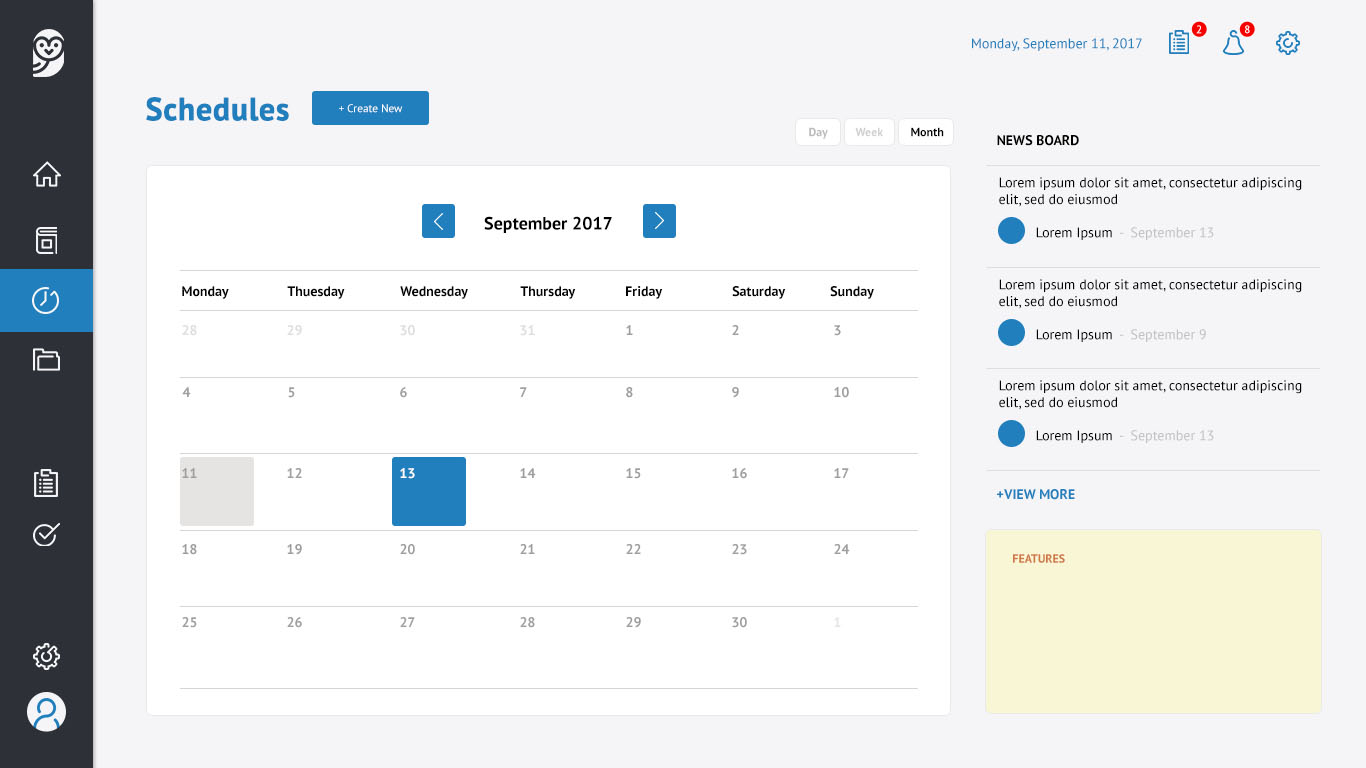 Monday, September 11, 2017
2
8
Schedules
+ Create New
Day Week Month
September 2017
Monday Thuesday Wednesday Thursday Friday Saturday Sunday
28 29 30 31 1 2 3
4 5 6 7 8 9 10
11 12 13 14 15 16 17
18 19 20 21 22 23 24
25 26 27 28 29 30 1
NEWS BOARD
Lorem ipsum dolor sit amet, consectetur adipiscing
elit, sed do eiusmod
Lorem Ipsum - September 13
Lorem ipsum dolor sit amet, consectetur adipiscing
elit, sed do eiusmod
Lorem Ipsum - September 9
Lorem ipsum dolor sit amet, consectetur adipiscing
elit, sed do eiusmod
Lorem Ipsum - September 13
+VIEW MORE
FEATURES